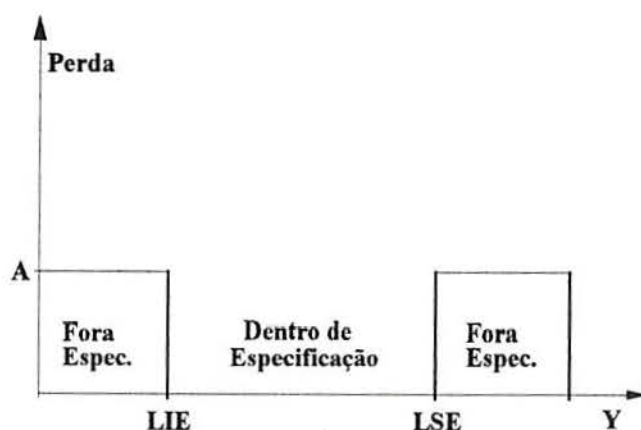 Perda
A
Fora
Espec.
Dentro de
Especificação
Fora
Espec.
LIE
LSE
Y